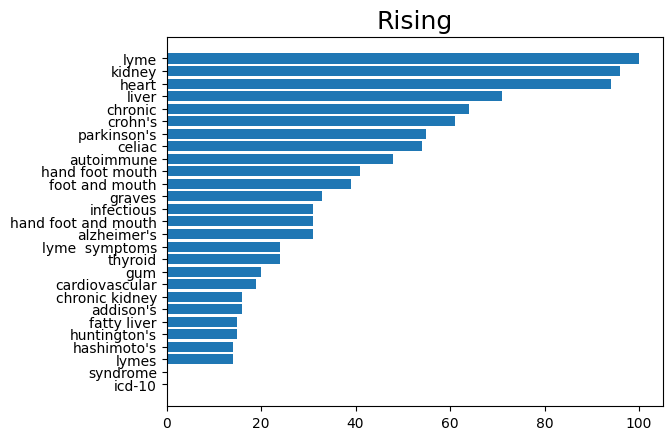 Rising
lyme
kidney
heart
liver
chronic
crohn's
parkinson's
celiac
autoimmune
hand foot mouth
foot and mouth
graves
infectious
hand foot and mouth
alzheimer's
lyme  symptoms
thyroid
gum
cardiovascular
chronic kidney
addison's
fatty liver
huntington's
hashimoto's
lymes
syndrome
icd-10
0 20 40 60 80 100